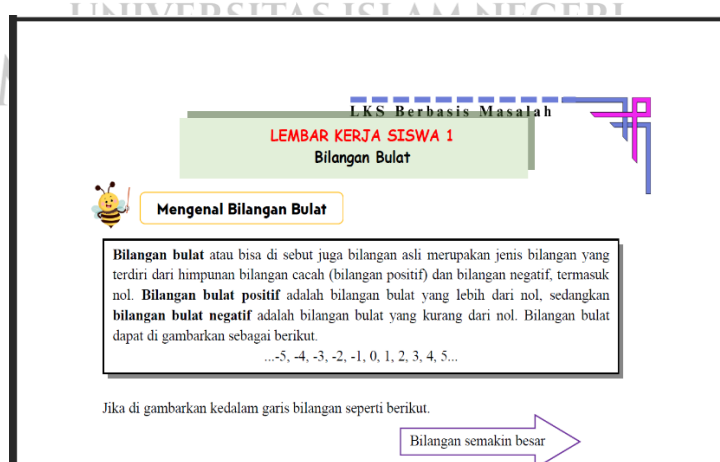 UNIVERSITAS ISLAM NEGERI
LKS Berbasis Masalah
LEMBAR KERJA SISWA 1
Bilangan Bulat
Mengenal Bilangan Bulat
Bilangan bulat atau bisa di sebut juga bilangan asli merupakan jenis bilangan yang
terdiri dari himpunan bilangan cacah (bilangan positif) dan bilangan negatif, termasuk
nol. Bilangan bulat positif adalah bilangan bulat yang lebih dari nol, sedangkan
bilangan bulat negatif adalah bilangan bulat yang kurang dari nol. Bilangan bulat
dapat di gambarkan sebagai berikut.
...-5, -4, -3, -2, -1, 0, 1, 2, 3, 4, 5...
Jika di gambarkan kedalam garis bilangan seperti berikut.
Bilangan semakin besar